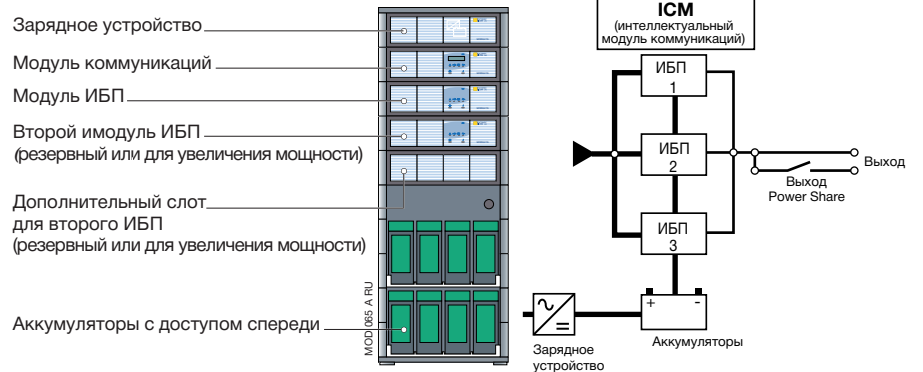 Зарядное устройство
Модуль коммуникаций
Модуль ИБП
Второй имодуль ИБП
(резервный или для увеличения мощности)
Дополнительный слот
для второго ИБП
(резервный или для увеличения мощности)
Аккумуляторы с доступом спереди
MOD 065 A RU
ICM
(интеллектуальный
модуль коммуникаций)
ИБП
1
ИБП
2
ИБП
3
Выход
Выход
Power Share
+ -
Аккумуляторы
Зарядное
устройство